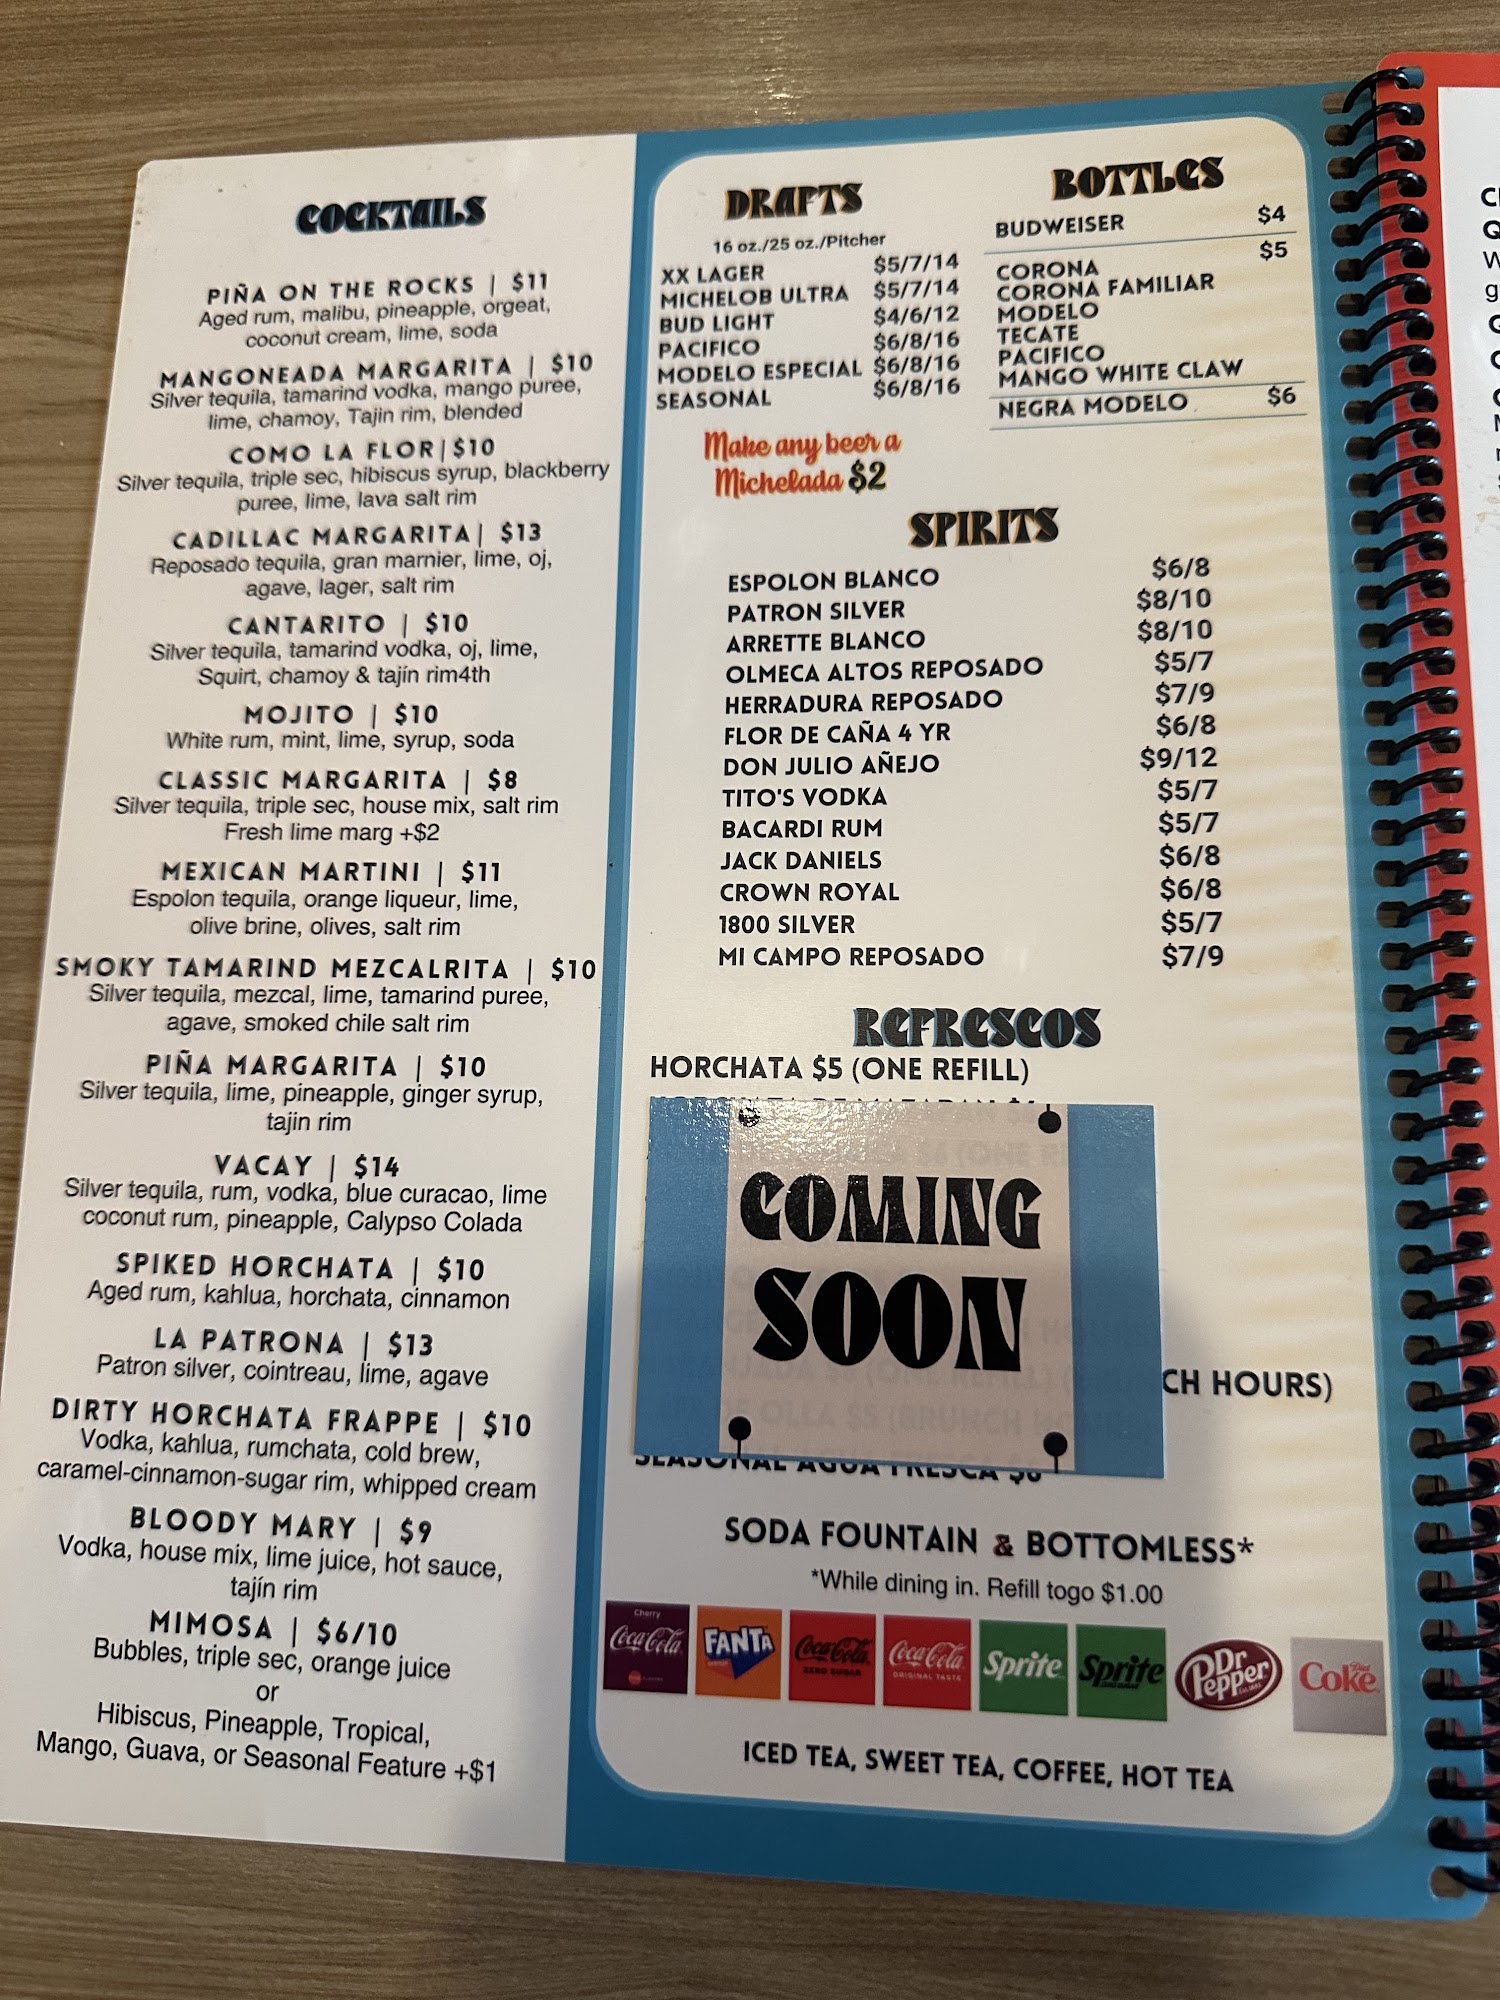 COCKTAILS
PIÑA ON THE ROCKS | $11
Aged rum, malibu, pineapple, orgeat,
coconut cream, lime, soda
MANGONEADA MARGARITA | $10
Silver tequila, tamarind vodka, mango puree,
lime, chamoy, Tajin rim, blended
COMO LA FLOR | $10
Silver tequila, triple sec, hibiscus syrup, blackberry
puree, lime, lava salt rim
CADILLAC MARGARITA | $13
Reposado tequila, gran marnier, lime, oj,
agave, lager, salt rim
CANTARITO | $10
Silver tequila, tamarind vodka, oj, lime,
Squirt, chamoy & tajín rim4th
MOJITO | $10
White rum, mint, lime, syrup, soda
CLASSIC MARGARITA | $8
Silver tequila, triple sec, house mix, salt rim
Fresh lime marg +$2
MEXICAN MARTINI | $11
Espolon tequila, orange liqueur, lime,
olive brine, olives, salt rim
SMOKY TAMARIND MEZCALRITA | $10
Silver tequila, mezcal, lime, tamarind puree,
agave, smoked chile salt rim
PIÑA MARGARITA | $10
Silver tequila, lime, pineapple, ginger syrup,
tajin rim
VACAY | $14
Silver tequila, rum, vodka, blue curacao, lime
coconut rum, pineapple, Calypso Colada
SPIKED HORCHATA | $10
Aged rum, kahlua, horchata, cinnamon
LA PATRONA | $13
Patron silver, cointreau, lime, agave
DIRTY HORCHATA FRAPPE | $10
Vodka, kahlua, rumchata, cold brew,
caramel-cinnamon-sugar rim, whipped cream
BLOODY MARY | $9
Vodka, house mix, lime juice, hot sauce,
tajín rim
MIMOSA | $6/10
Bubbles, triple sec, orange juice
or
Hibiscus, Pineapple, Tropical,
Mango, Guava, or Seasonal Feature +$1
DRAFTS
16 oz./25 oz./Pitcher
XX LAGER $5/7/14
MICHELOB ULTRA $5/7/14
BUD LIGHT $4/6/12
PACIFICO $6/8/16
MODELO ESPECIAL $6/8/16
SEASONAL $6/8/16
Make any beer a
Michelada $2
BOTTLES
BUDWEISER $4
$5
CORONA
CORONA FAMILIAR
MODELO
TECATE
PACIFICO
MANGO WHITE CLAW
NEGRA MODELO $6
SPIRITS
ESPOLON BLANCO $6/8
PATRON SILVER $8/10
ARRETTE BLANCO $8/10
OLMECA ALTOS REPOSADO $5/7
HERRADURA REPOSADO $7/9
FLOR DE CAÑA 4 YR $6/8
DON JULIO AÑEJO $9/12
TITO'S VODKA $5/7
BACARDI RUM $5/7
JACK DANIELS $6/8
CROWN ROYAL $6/8
1800 SILVER $5/7
MI CAMPO REPOSADO $7/9
REFRESCOS
HORCHATA $5 (ONE REFILL)
COMING
SOON
CH HOURS)
SEASONAL AGUA FRESCA $6
SODA FOUNTAIN & BOTTOMLESS*
*While dining in. Refill togo $1.00
Cherry
Coca-Cola
FANTA
Coca-Cola
ZERO SUGAR
Coca-Cola
ORIGINAL TASTE
Sprite
Sprite
Dr Pepper
Diet
Coke
ICED TEA, SWEET TEA, COFFEE, HOT TEA